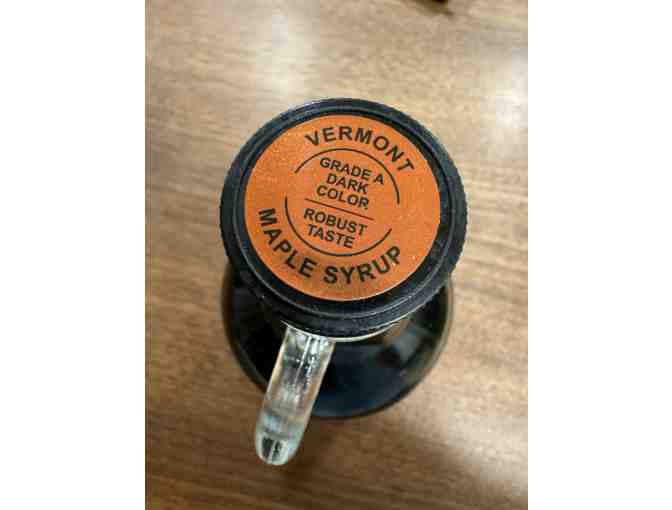 VERMONT
GRADE A
DARK
COLOR
ROBUST
TASTE
MAPLE SYRUP